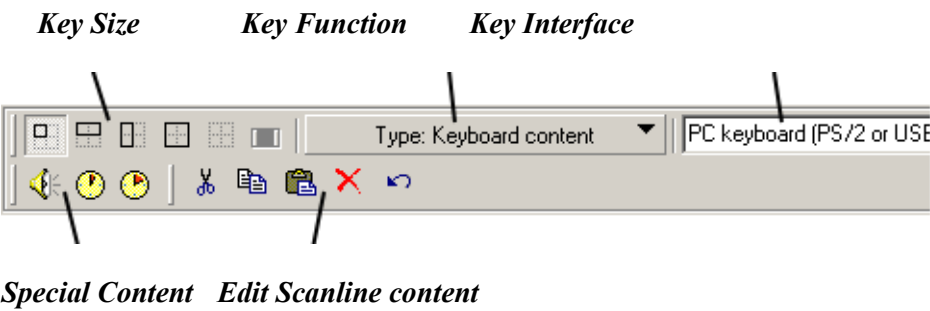 Key Size Key Function Key Interface
Type: Keyboard content PC keyboard (PS/2 or USB
Special Content Edit Scanline content